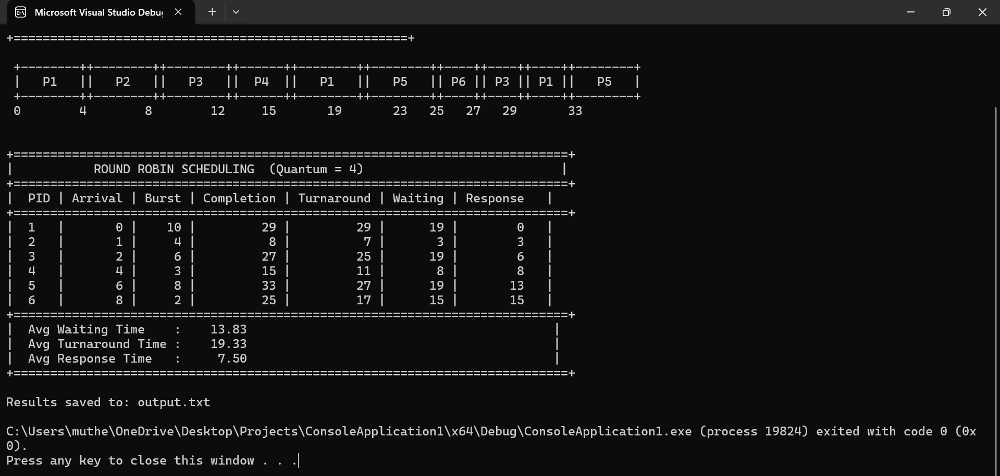 Microsoft Visual Studio Debu
+======================================================+
+--------++--------++--------++------++--------++--------++----++----++----++--------+
|   P1   ||   P2   ||   P3   ||  P4  ||   P1   ||   P5   || P6 || P3 || P1 ||   P5   |
+--------++--------++--------++------++--------++--------++----++----++----++--------+
0        4        8        12     15       19       23   25   27   29       33
+============================================================================+
|           ROUND ROBIN SCHEDULING  (Quantum = 4)                           |
+============================================================================+
|  PID | Arrival | Burst | Completion | Turnaround | Waiting | Response   |
+============================================================================+
|  1   |       0 |    10 |         29 |         29 |      19 |        0   |
|  2   |       1 |     4 |          8 |          7 |       3 |        3   |
|  3   |       2 |     6 |         27 |         25 |      19 |        6   |
|  4   |       4 |     3 |         15 |         11 |       8 |        8   |
|  5   |       6 |     8 |         33 |         27 |      19 |       13   |
|  6   |       8 |     2 |         25 |         17 |      15 |       15   |
+============================================================================+
|  Avg Waiting Time    :    13.83                                          |
|  Avg Turnaround Time :    19.33                                          |
|  Avg Response Time   :     7.50                                          |
+============================================================================+
Results saved to: output.txt
C:\Users\muthe\OneDrive\Desktop\Projects\ConsoleApplication1\x64\Debug\ConsoleApplication1.exe (process 19824) exited with code 0 (0x
0).
Press any key to close this window . . .